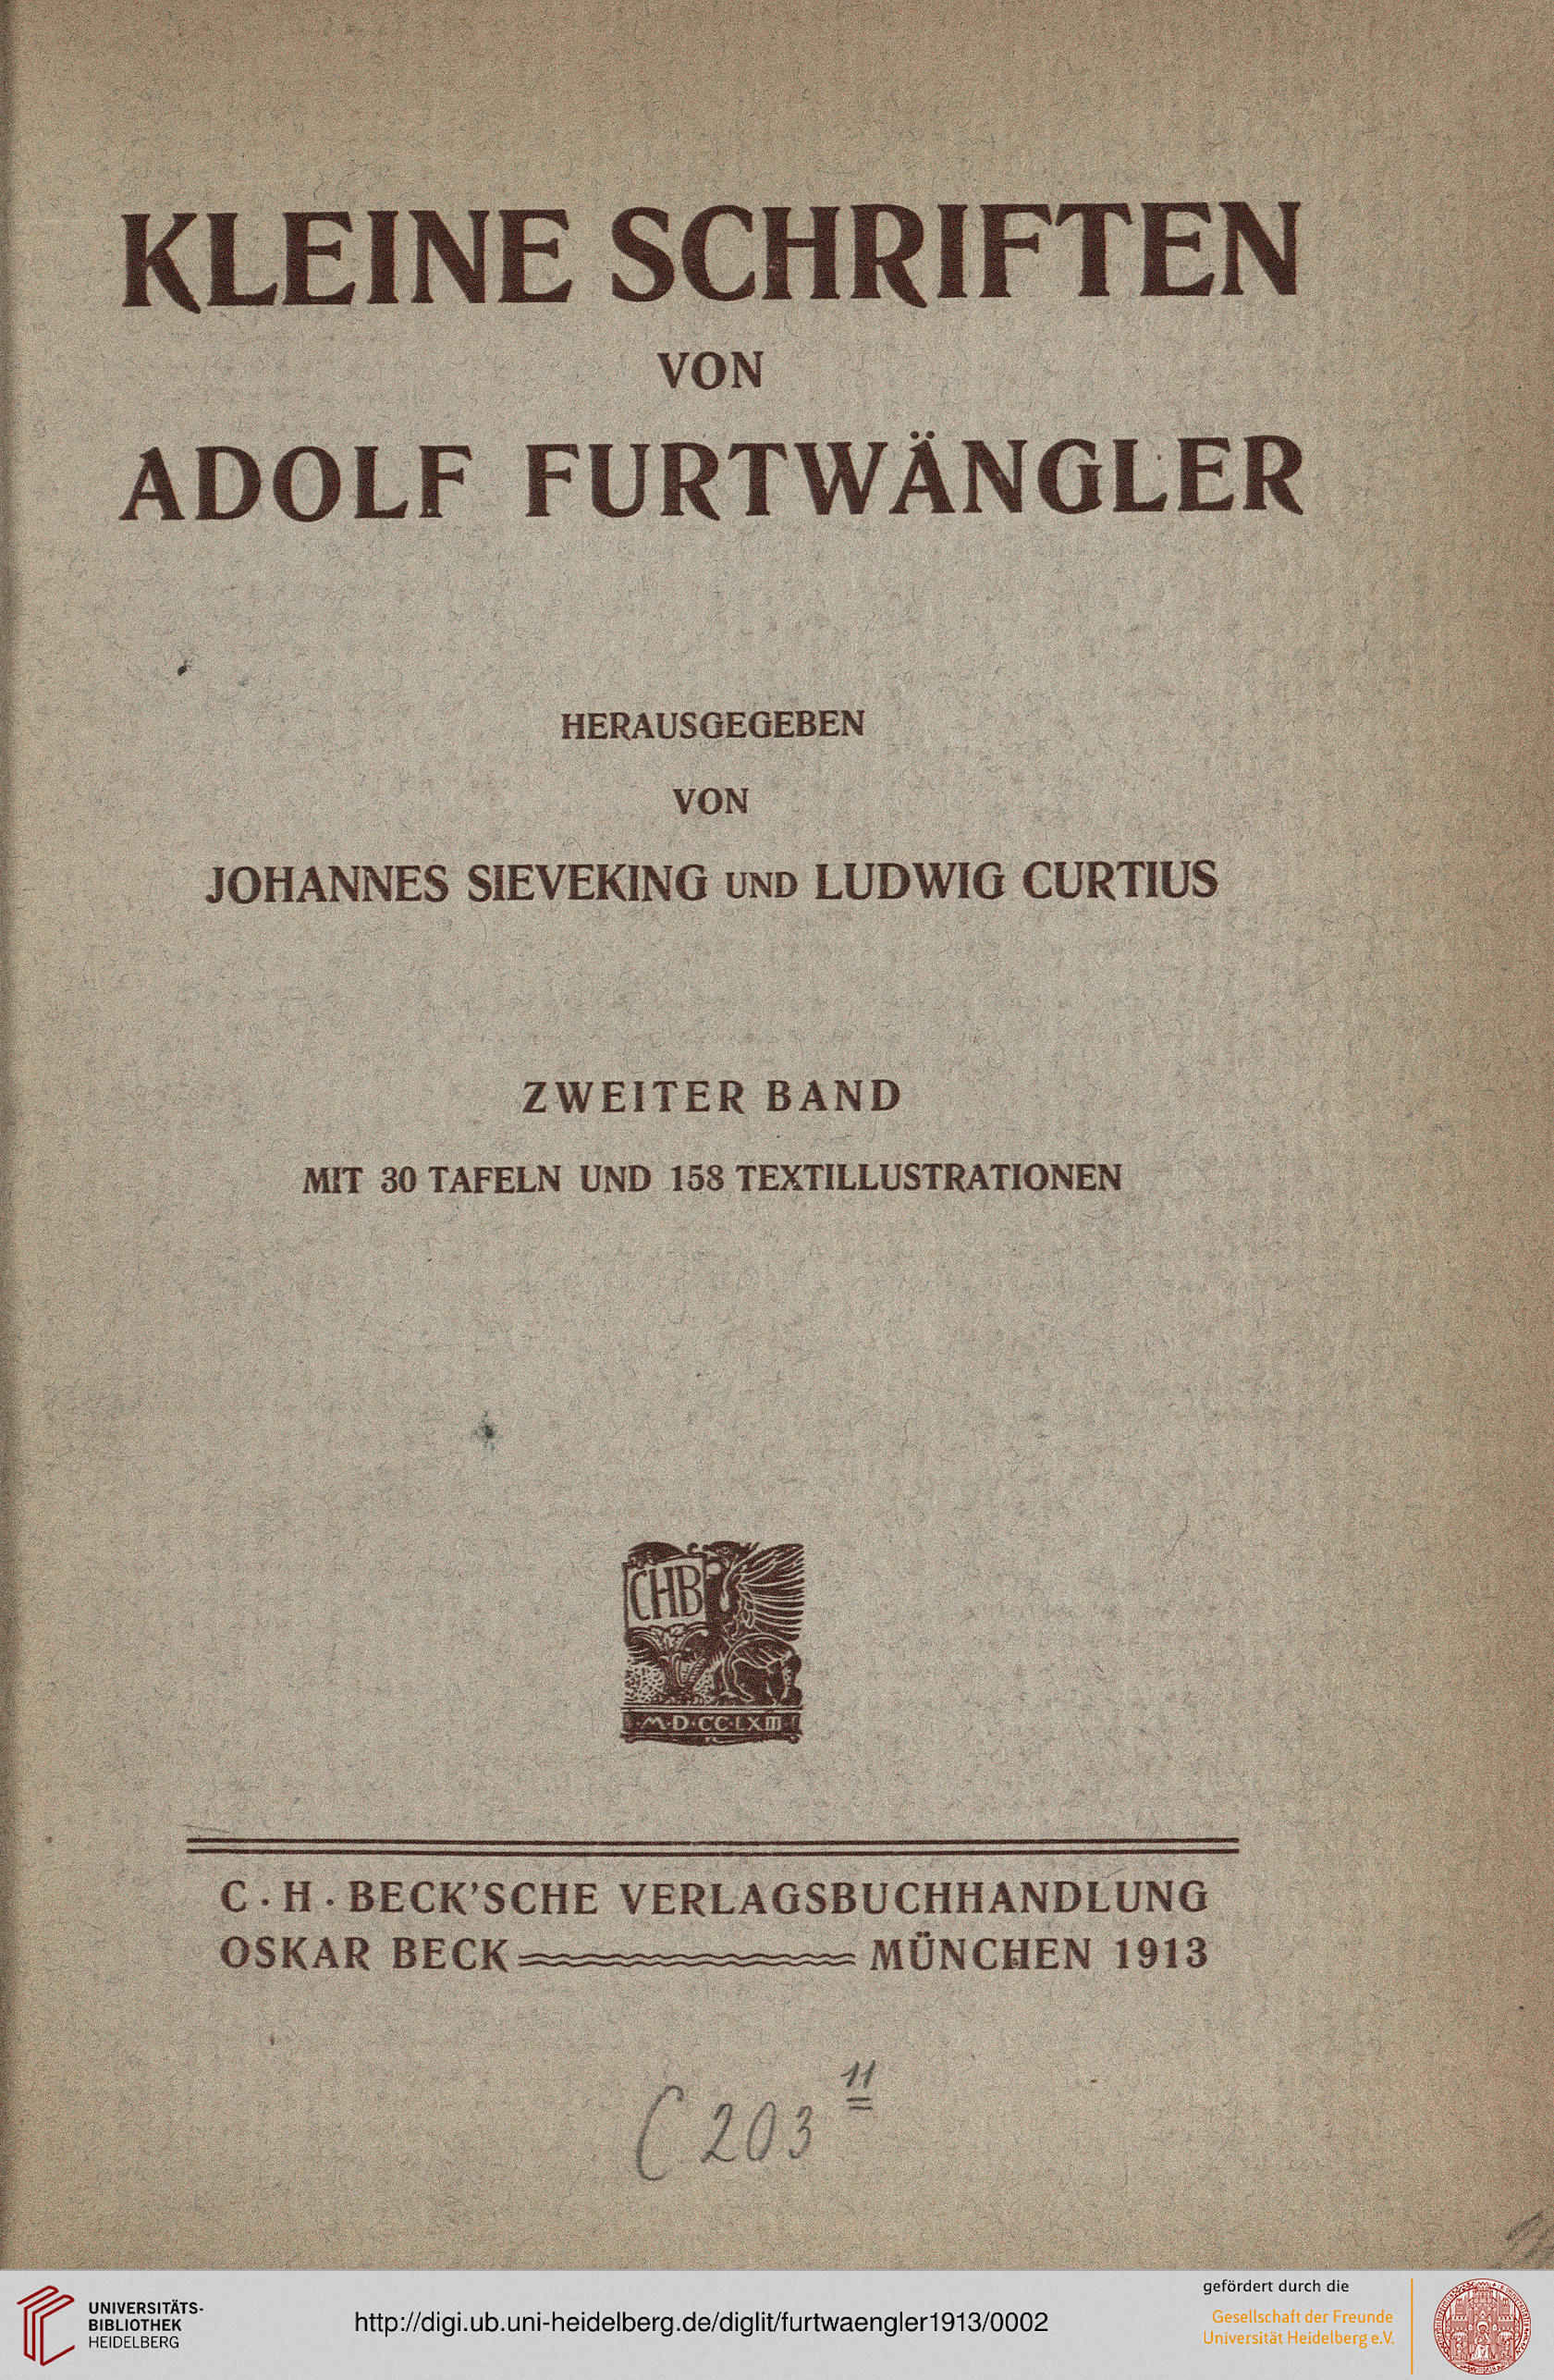 KLEINE SCHRIFTEN
VON
ADOLF FURTWÄNGLER
HERAUSGEGEBEN
VON
JOHANNES SIEVEKING UND LUDWIG CURTIUS
ZWEITER BAND
MIT 30 TAFELN UND 158 TEXTILLUSTRATIONEN
CHB
M·D·CC·LXIII
C·H·BECK'SCHE VERLAGSBUCHHANDLUNG
OSKAR BECK MÜNCHEN 1913
C 203 11
UNIVERSITÄTS-
BIBLIOTHEK
HEIDELBERG
http://digi.ub.uni-heidelberg.de/diglit/furtwaengler1913/0002
gefördert durch die
Gesellschaft der Freunde
Universität Heidelberg e.V.